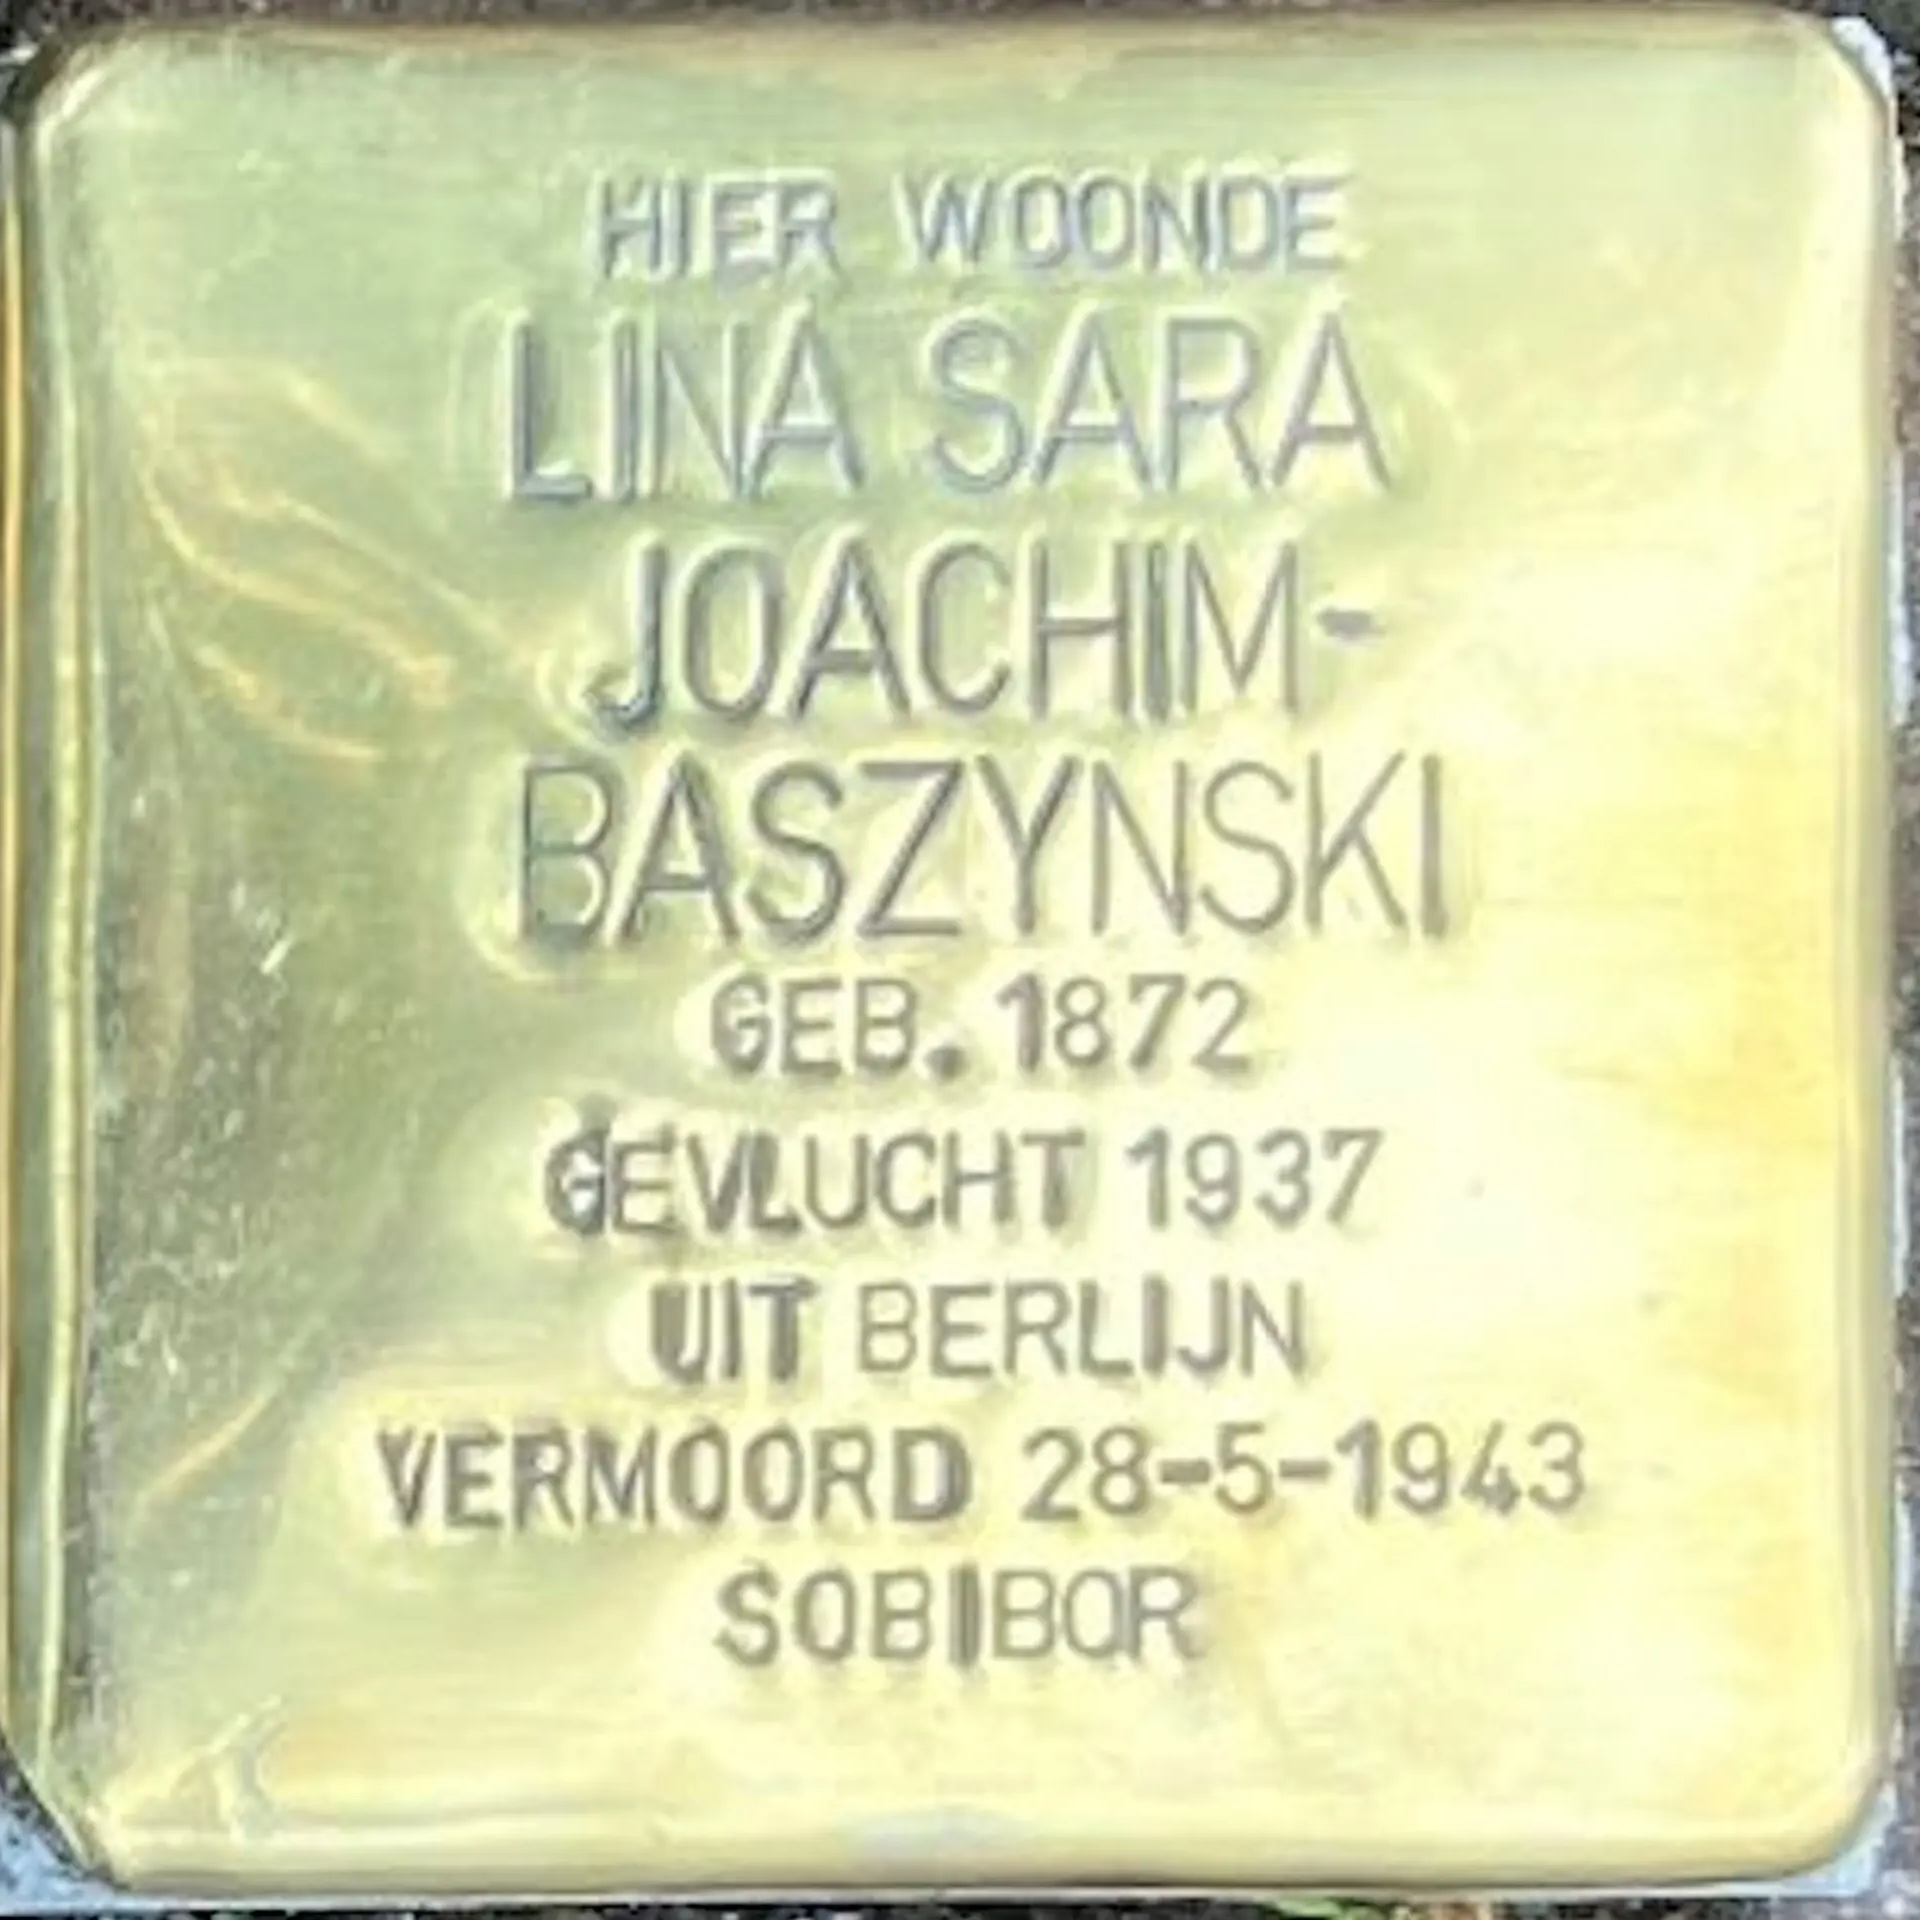 HIER WOONDE
LINA SARA
JOACHIM-
BASZYNSKI
GEB. 1872
GEVLUCHT 1937
UIT BERLIJN
VERMOORD 28-5-1943
SOBIBOR